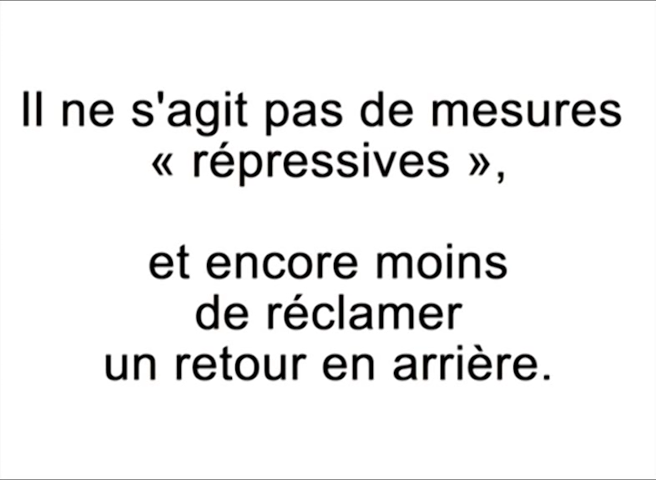 Il ne s'agit pas de mesures
« répressives »,
et encore moins
de réclamer
un retour en arrière.